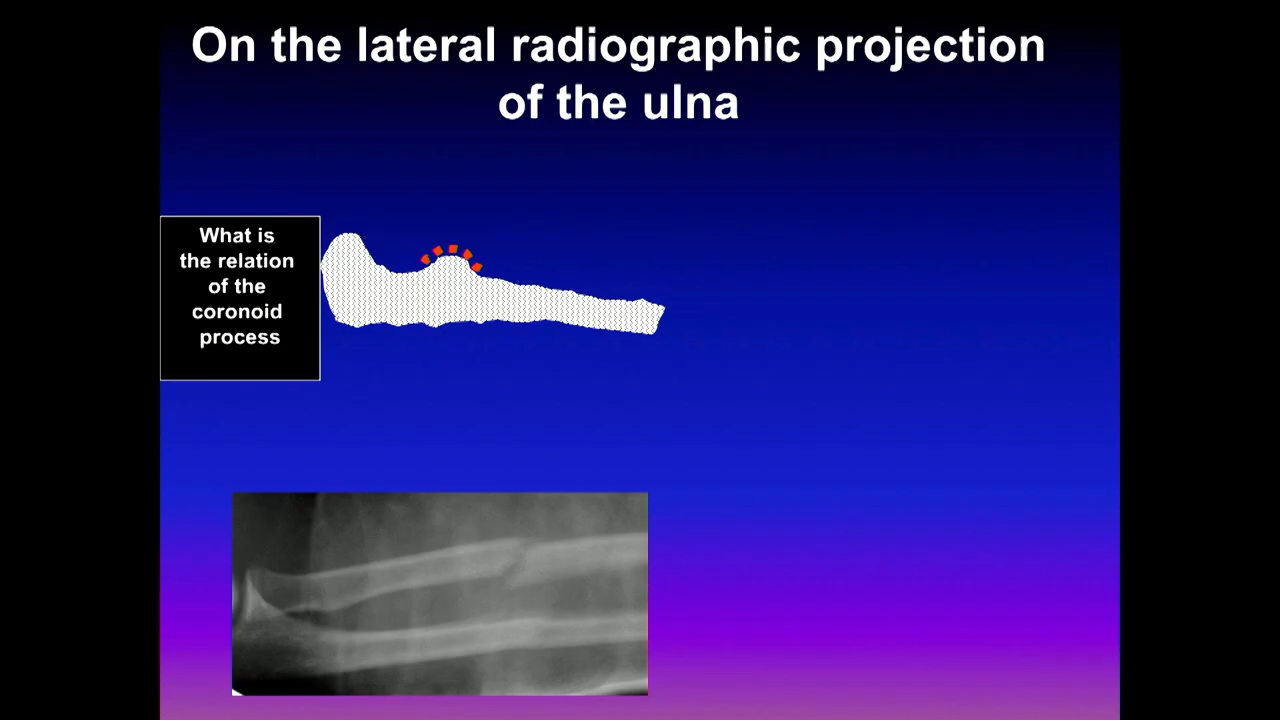 On the lateral radiographic projection
of the ulna
What is
the relation
of the
coronoid
process